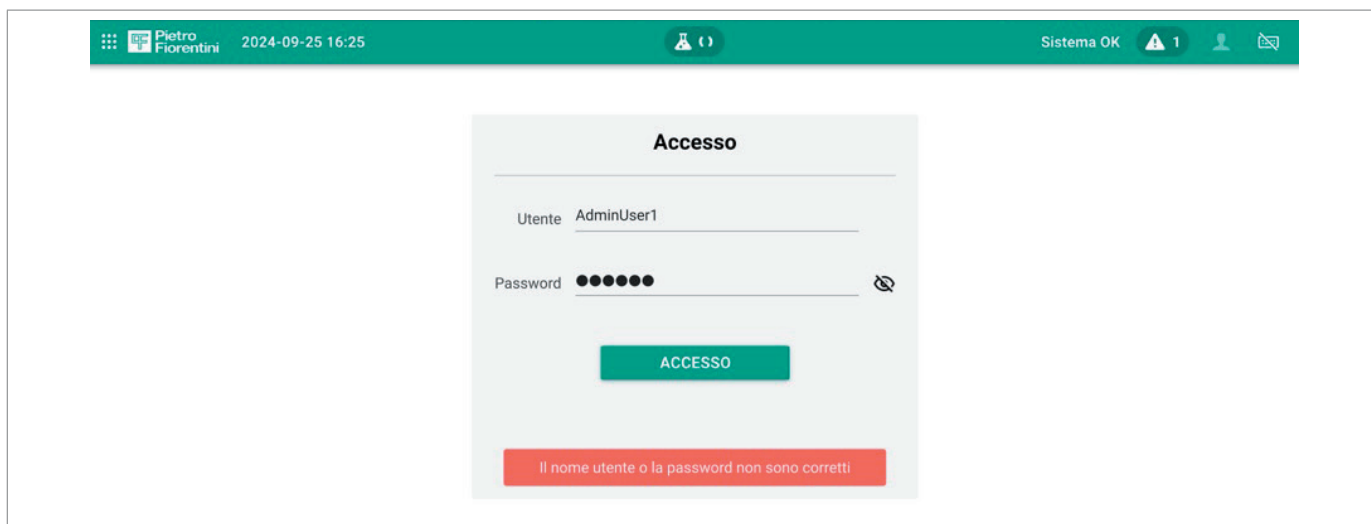 Pietro
Fiorentini
2024-09-25 16:25
Sistema OK
1
Accesso
Utente
AdminUser1
Password
ACCESSO
Il nome utente o la password non sono corretti